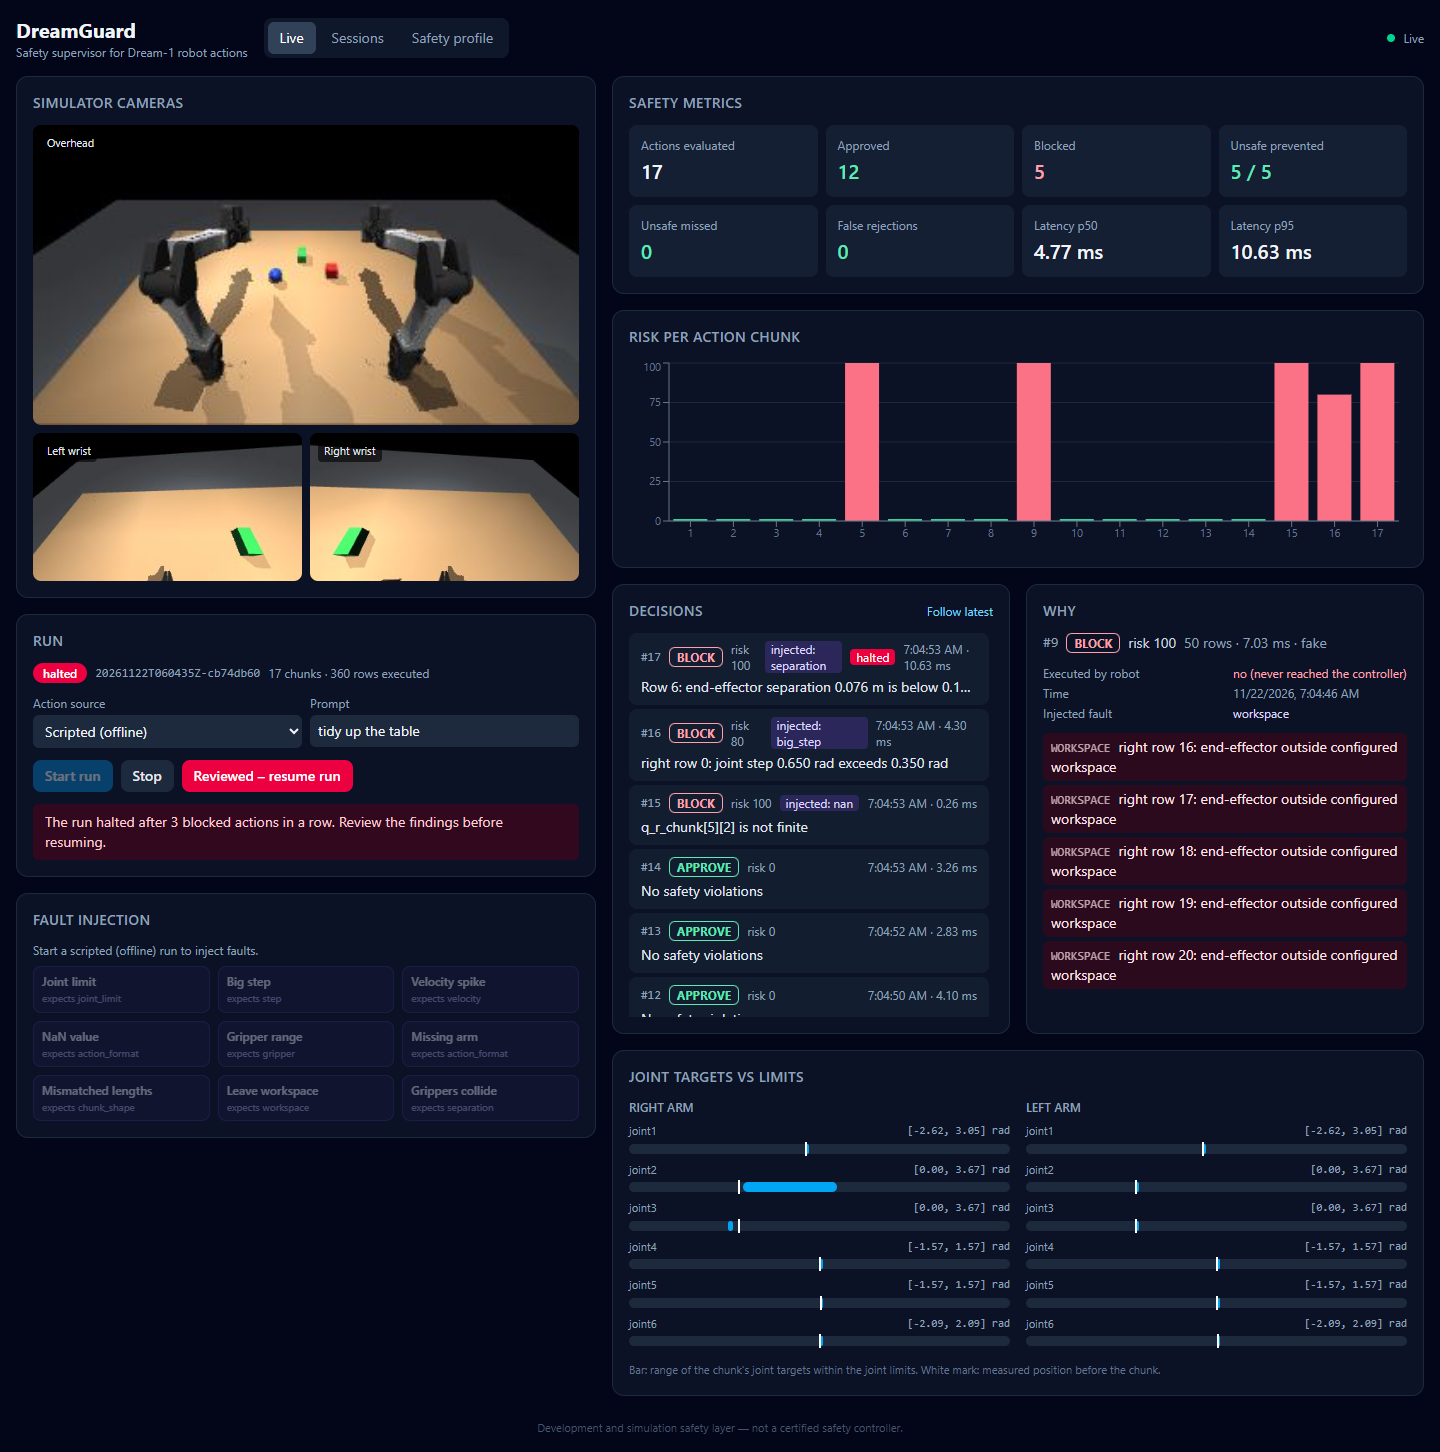 DreamGuard
Safety supervisor for Dream-1 robot actions
Live
Sessions
Safety profile
Live
SIMULATOR CAMERAS
Overhead
Left wrist
Right wrist
RUN
halted 20261122T060435Z-cb74db60 17 chunks · 360 rows executed
Action source
Prompt
Scripted (offline)
tidy up the table
Start run
Stop
Reviewed – resume run
The run halted after 3 blocked actions in a row. Review the findings before
resuming.
FAULT INJECTION
Start a scripted (offline) run to inject faults.
Joint limit
expects joint_limit
Big step
expects step
Velocity spike
expects velocity
NaN value
expects action_format
Gripper range
expects gripper
Missing arm
expects action_format
Mismatched lengths
expects chunk_shape
Leave workspace
expects workspace
Grippers collide
expects separation
SAFETY METRICS
Actions evaluated
17
Approved
12
Blocked
5
Unsafe prevented
5 / 5
Unsafe missed
0
False rejections
0
Latency p50
4.77 ms
Latency p95
10.63 ms
RISK PER ACTION CHUNK
100
75
50
25
0
1 2 3 4 5 6 7 8 9 10 11 12 13 14 15 16 17
DECISIONS
Follow latest
#17 BLOCK risk 100 injected: separation halted 7:04:53 AM · 10.63 ms
Row 6: end-effector separation 0.076 m is below 0.1...
#16 BLOCK risk 80 injected: big_step 7:04:53 AM · 4.30 ms
right row 0: joint step 0.650 rad exceeds 0.350 rad
#15 BLOCK risk 100 injected: nan 7:04:53 AM · 0.26 ms
q_r_chunk[5][2] is not finite
#14 APPROVE risk 0 7:04:53 AM · 3.26 ms
No safety violations
#13 APPROVE risk 0 7:04:52 AM · 2.83 ms
No safety violations
#12 APPROVE risk 0 7:04:50 AM · 4.10 ms
WHY
#9 BLOCK risk 100 50 rows · 7.03 ms · fake
Executed by robot no (never reached the controller)
Time 11/22/2026, 7:04:46 AM
Injected fault workspace
WORKSPACE right row 16: end-effector outside configured
workspace
WORKSPACE right row 17: end-effector outside configured
workspace
WORKSPACE right row 18: end-effector outside configured
workspace
WORKSPACE right row 19: end-effector outside configured
workspace
WORKSPACE right row 20: end-effector outside configured
workspace
JOINT TARGETS VS LIMITS
RIGHT ARM
joint1 [-2.62, 3.05] rad
joint2 [0.00, 3.67] rad
joint3 [0.00, 3.67] rad
joint4 [-1.57, 1.57] rad
joint5 [-1.57, 1.57] rad
joint6 [-2.09, 2.09] rad
LEFT ARM
joint1 [-2.62, 3.05] rad
joint2 [0.00, 3.67] rad
joint3 [0.00, 3.67] rad
joint4 [-1.57, 1.57] rad
joint5 [-1.57, 1.57] rad
joint6 [-2.09, 2.09] rad
Bar: range of the chunk's joint targets within the joint limits. White mark: measured position before the chunk.
Development and simulation safety layer — not a certified safety controller.